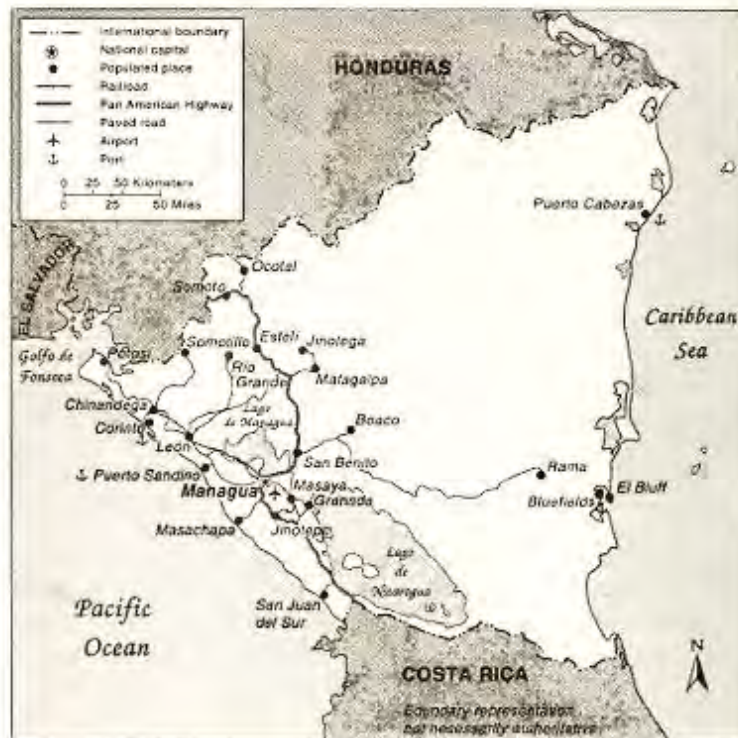 International boundary
National capital
Populated place
Railroad
Pan American Highway
Paved road
Airport
Port
0 25 50 Kilometers
0 25 50 Miles
HONDURAS
Puerto Cabezas
EL SALVADOR
Ocotal
Somoto
Caribbean
Sea
Golfo de
Fonseca
Potosi
Somotillo
Esteli
Jinotega
Rio
Grande
Matagalpa
Chinandega
Lago
de Managua
Corinto
León
Boaco
San Benito
Rama
Puerto Sandino
Managua
Masaya
Granada
Bluefields
El Bluff
Masachapa
Jinotepe
Lago
de
Nicaragua
Pacific
Ocean
San Juan
del Sur
N
COSTA RICA
Boundary representation
not necessarily authoritative